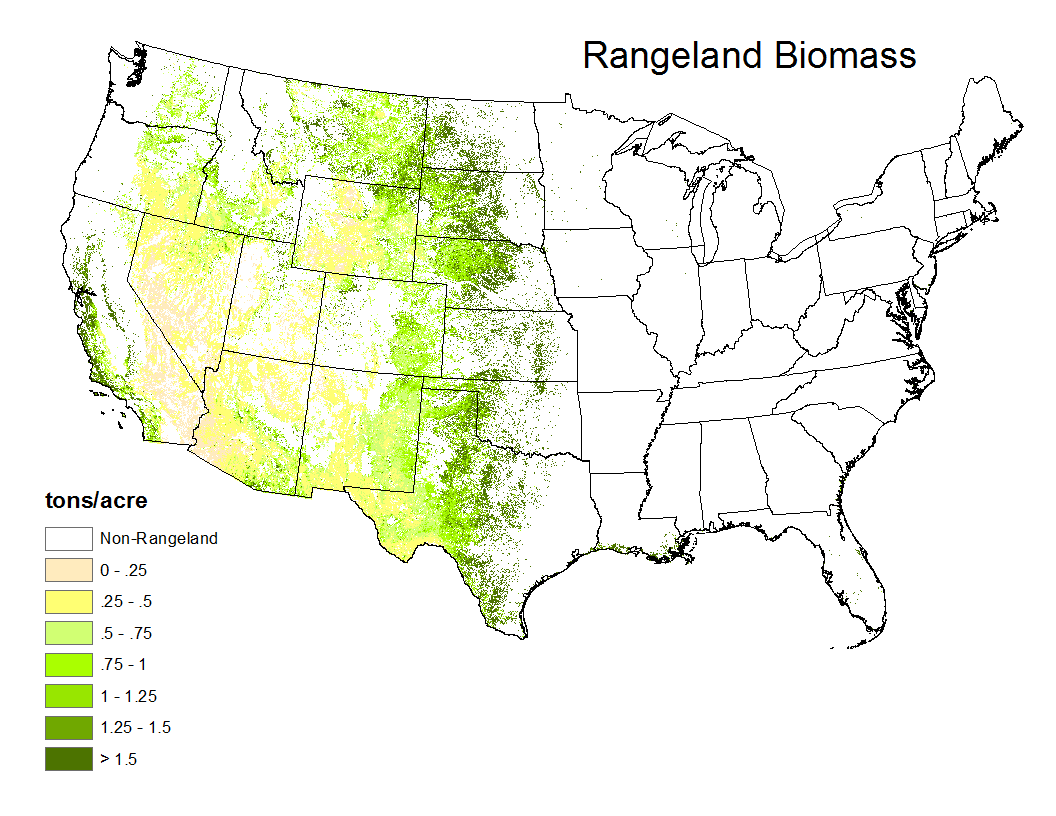 Rangeland Biomass
tons/acre
Non-Rangeland
0 - .25
.25 - .5
.5 - .75
.75 - 1
1 - 1.25
1.25 - 1.5
> 1.5